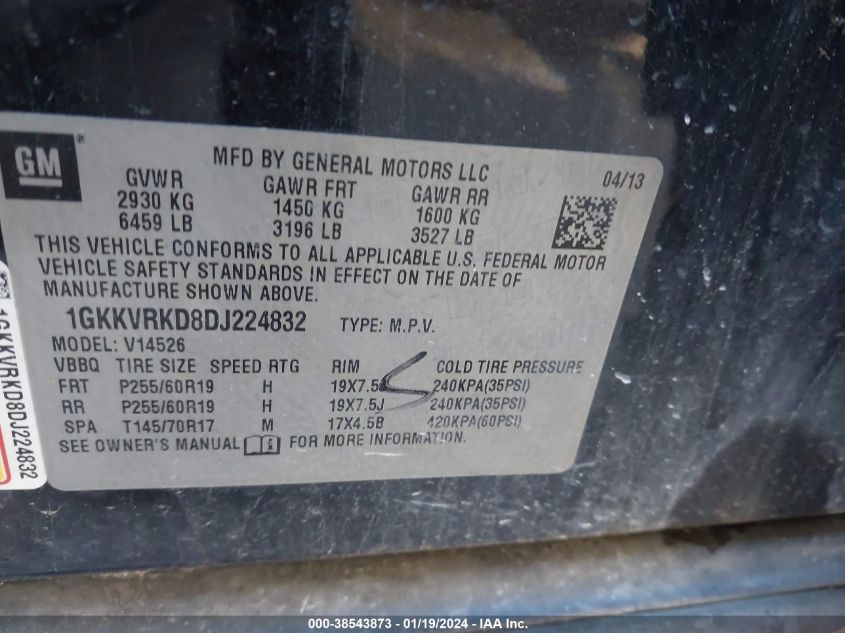 GM
MFD BY GENERAL MOTORS LLC
04/13
GVWR GAWR FRT GAWR RR
2930 KG 1450 KG 1600 KG
6459 LB 3196 LB 3527 LB
THIS VEHICLE CONFORMS TO ALL APPLICABLE U.S. FEDERAL MOTOR
VEHICLE SAFETY STANDARDS IN EFFECT ON THE DATE OF
MANUFACTURE SHOWN ABOVE.
1GKKVRKD8DJ224832 TYPE: M.P.V.
MODEL: V14526
VBBQ TIRE SIZE SPEED RTG RIM COLD TIRE PRESSURE
FRT P255/60R19 H 19X7.5 240KPA(35PSI)
RR P255/60R19 H 19X7.5J 240KPA(35PSI)
SPA T145/70R17 M 17X4.5B 420KPA(60PSI)
SEE OWNER'S MANUAL FOR MORE INFORMATION.
1GKKVRKD8DJ224832
000-38543873 - 01/19/2024 - IAAI.com